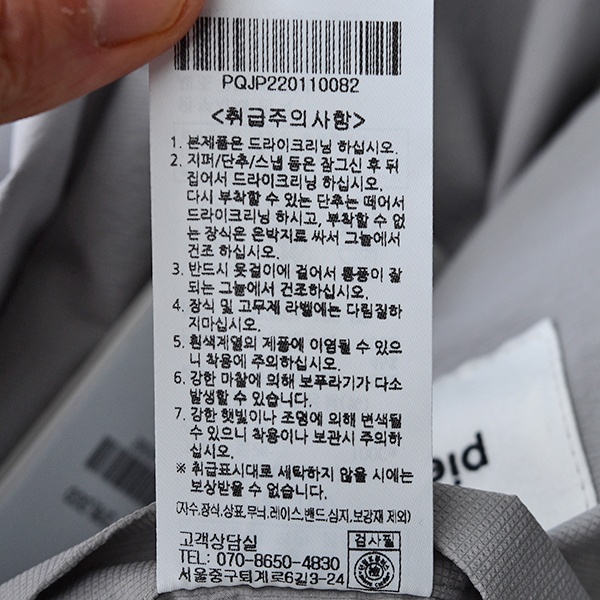 PQJP220110082
<취급주의사항>
1. 본제품은 드라이크리닝 하십시오.
2. 지퍼/단추/스냅 등은 잠그신 후 뒤
집어서 드라이크리닝 하십시오.
다시 부착할 수 있는 단추는 떼어서
드라이크리닝 하시고, 부착할 수 없
는 장식은 은박지로 싸서 그늘에서
건조 하십시오.
3. 반드시 옷걸이에 걸어서 통풍이 잘
되는 그늘에서 건조하십시오.
4. 장식 및 고무제 라벨에는 다림질하
지마십시오.
5. 흰색계열의 제품에 이염될 수 있으
니 착용에 주의하십시오.
6. 강한 마찰에 의해 보푸라기가 다소
발생할 수 있습니다.
7. 강한 햇빛이나 조명에 의해 변색될
수 있으니 착용이나 보관시 주의하
십시오.
※ 취급표시대로 세탁하지 않을 시에는
보상받을 수 없습니다.
(자수,장식,상표,무늬,레이스,밴드,심지,보강재 제외)
고객상담실
검사필
TEL: 070-8650-4830
서울중구퇴계로6길3-24
pie